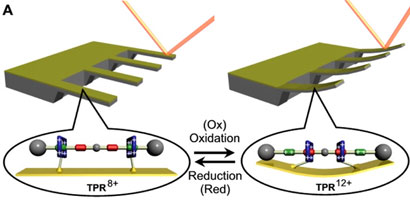 A
(Ox)
Oxidation
Reduction
(Red)
TPR8+
TPR12+